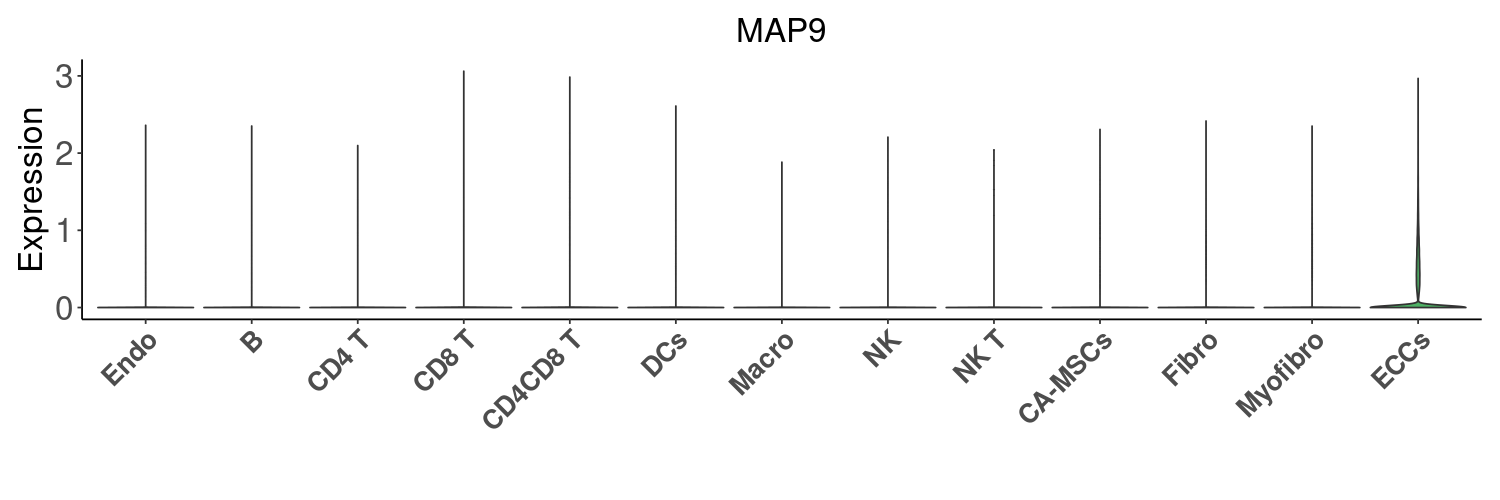 MAP9
Expression
3
2
1
0
Endo
B
CD4 T
CD8 T
CD4CD8 T
DCs
Macro
NK
NK T
CA-MSCs
Fibro
Myofibro
ECCs